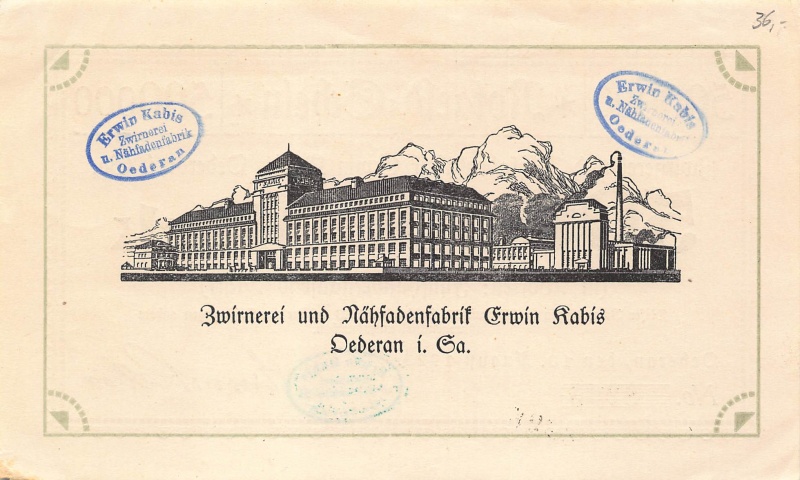 36,-
Erwin Kabis
Zwirnerei
u. Nähfadenfabrik
Oederan
Erwin Kabis
Zwirnerei
u. Nähfadenfabrik
Oederan
Zwirnerei und Nähfadenfabrik Erwin Kabis
Oederan i. Sa.